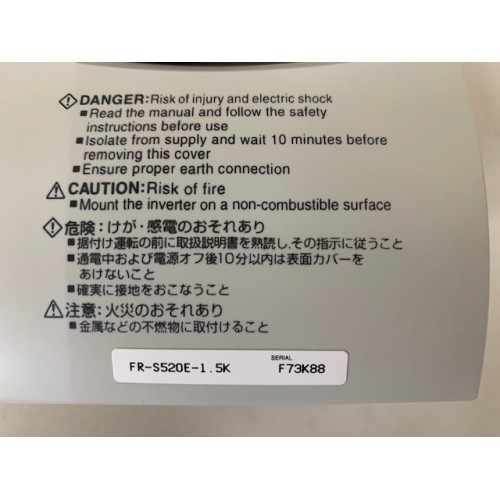 DANGER:Risk of injury and electric shock
■Read the manual and follow the safety
instructions before use
■Isolate from supply and wait 10 minutes before
removing this cover
■Ensure proper earth connection
CAUTION:Risk of fire
■Mount the inverter on a non-combustible surface
危険：けが・感電のおそれあり
■据付け運転の前に取扱説明書を熟読し,その指示に従うこと
■通電中および電源オフ後10分以内は表面カバーを
あけないこと
■確実に接地をおこなうこと
注意：火災のおそれあり
■金属などの不燃物に取付けること
SERIAL
FR-S520E-1.5K F73K88